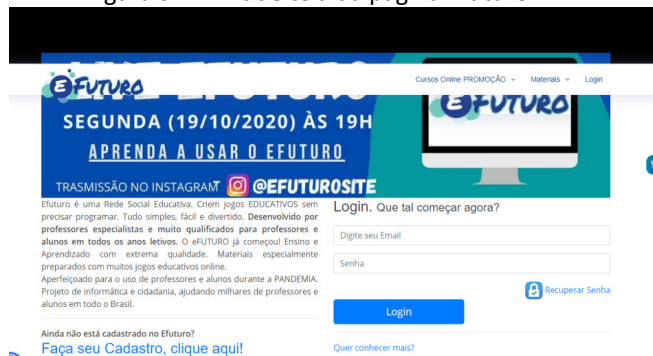 EFUTURO
Cursos Online PROMOÇÃO
Materiais
Login
EFUTURO
SEGUNDA (19/10/2020) ÀS 19H
APRENDA A USAR O EFUTURO
TRASMISSÃO NO INSTAGRAM @EFUTUROSITE
Efuturo é uma Rede Social Educativa. Criem jogos EDUCATIVOS sem
precisar programar. Tudo simples, fácil e divertido. Desenvolvido por
professores especialistas e muito qualificados para professores e
alunos em todos os anos letivos. O eFUTURO já começou! Ensino e
Aprendizado com extrema qualidade. Materiais especialmente
preparados com muitos jogos educativos online.
Aperfeiçoado para o uso de professores e alunos durante a PANDEMIA.
Projeto de informática e cidadania, ajudando milhares de professores e
alunos em todo o Brasil.
Ainda não está cadastrado no Efuturo?
Faça seu Cadastro, clique aqui!
Login. Que tal começar agora?
Digite seu Email
Senha
Recuperar Senha
Login
Quer conhecer mais?